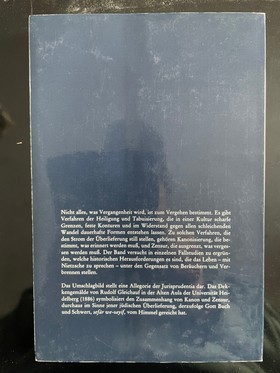 Nicht alles, was Vergangenheit wird, ist zum Vergehen bestimmt. Es gibt
Verfahren der Heiligung und Tabuisierung, die in einer Kultur scharfe
Grenzen, feste Konturen und im Widerstand gegen allen schleichenden
Wandel dauerhafte Formen entstehen lassen. Zu solchen Verfahren, die
den Strom der Überlieferung still stellen, gehören Kanonisierung, die be-
stimmt, was erinnert werden muß, und Zensur, die ausgrenzt, was verges-
sen werden muß. Der Band versucht in einzelnen Fallstudien zu ergrün-
den, welche historischen Herausforderungen es sind, die das Leben – mit
Nietzsche zu sprechen – unter den Gegensatz von Beräuchern und Ver-
brennen stellen.
Das Umschlagbild stellt eine Allegorie der Jurisprudentia dar. Das Dek-
kengemälde von Rudolf Gleichauf in der Alten Aula der Universität Hei-
delberg (1886) symbolisiert den Zusammenhang von Kanon und Zensur,
durchaus im Sinne jener jüdischen Überlieferung, derzufolge Gott Buch
und Schwert, sefär we-sayf, vom Himmel gereicht hat.